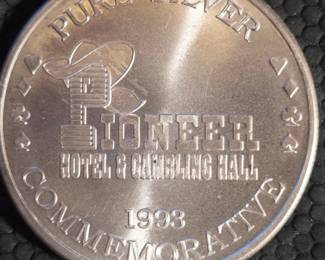 PURE SILVER
PIONEER
HOTEL & GAMBLING HALL
1993
COMMEMORATIVE